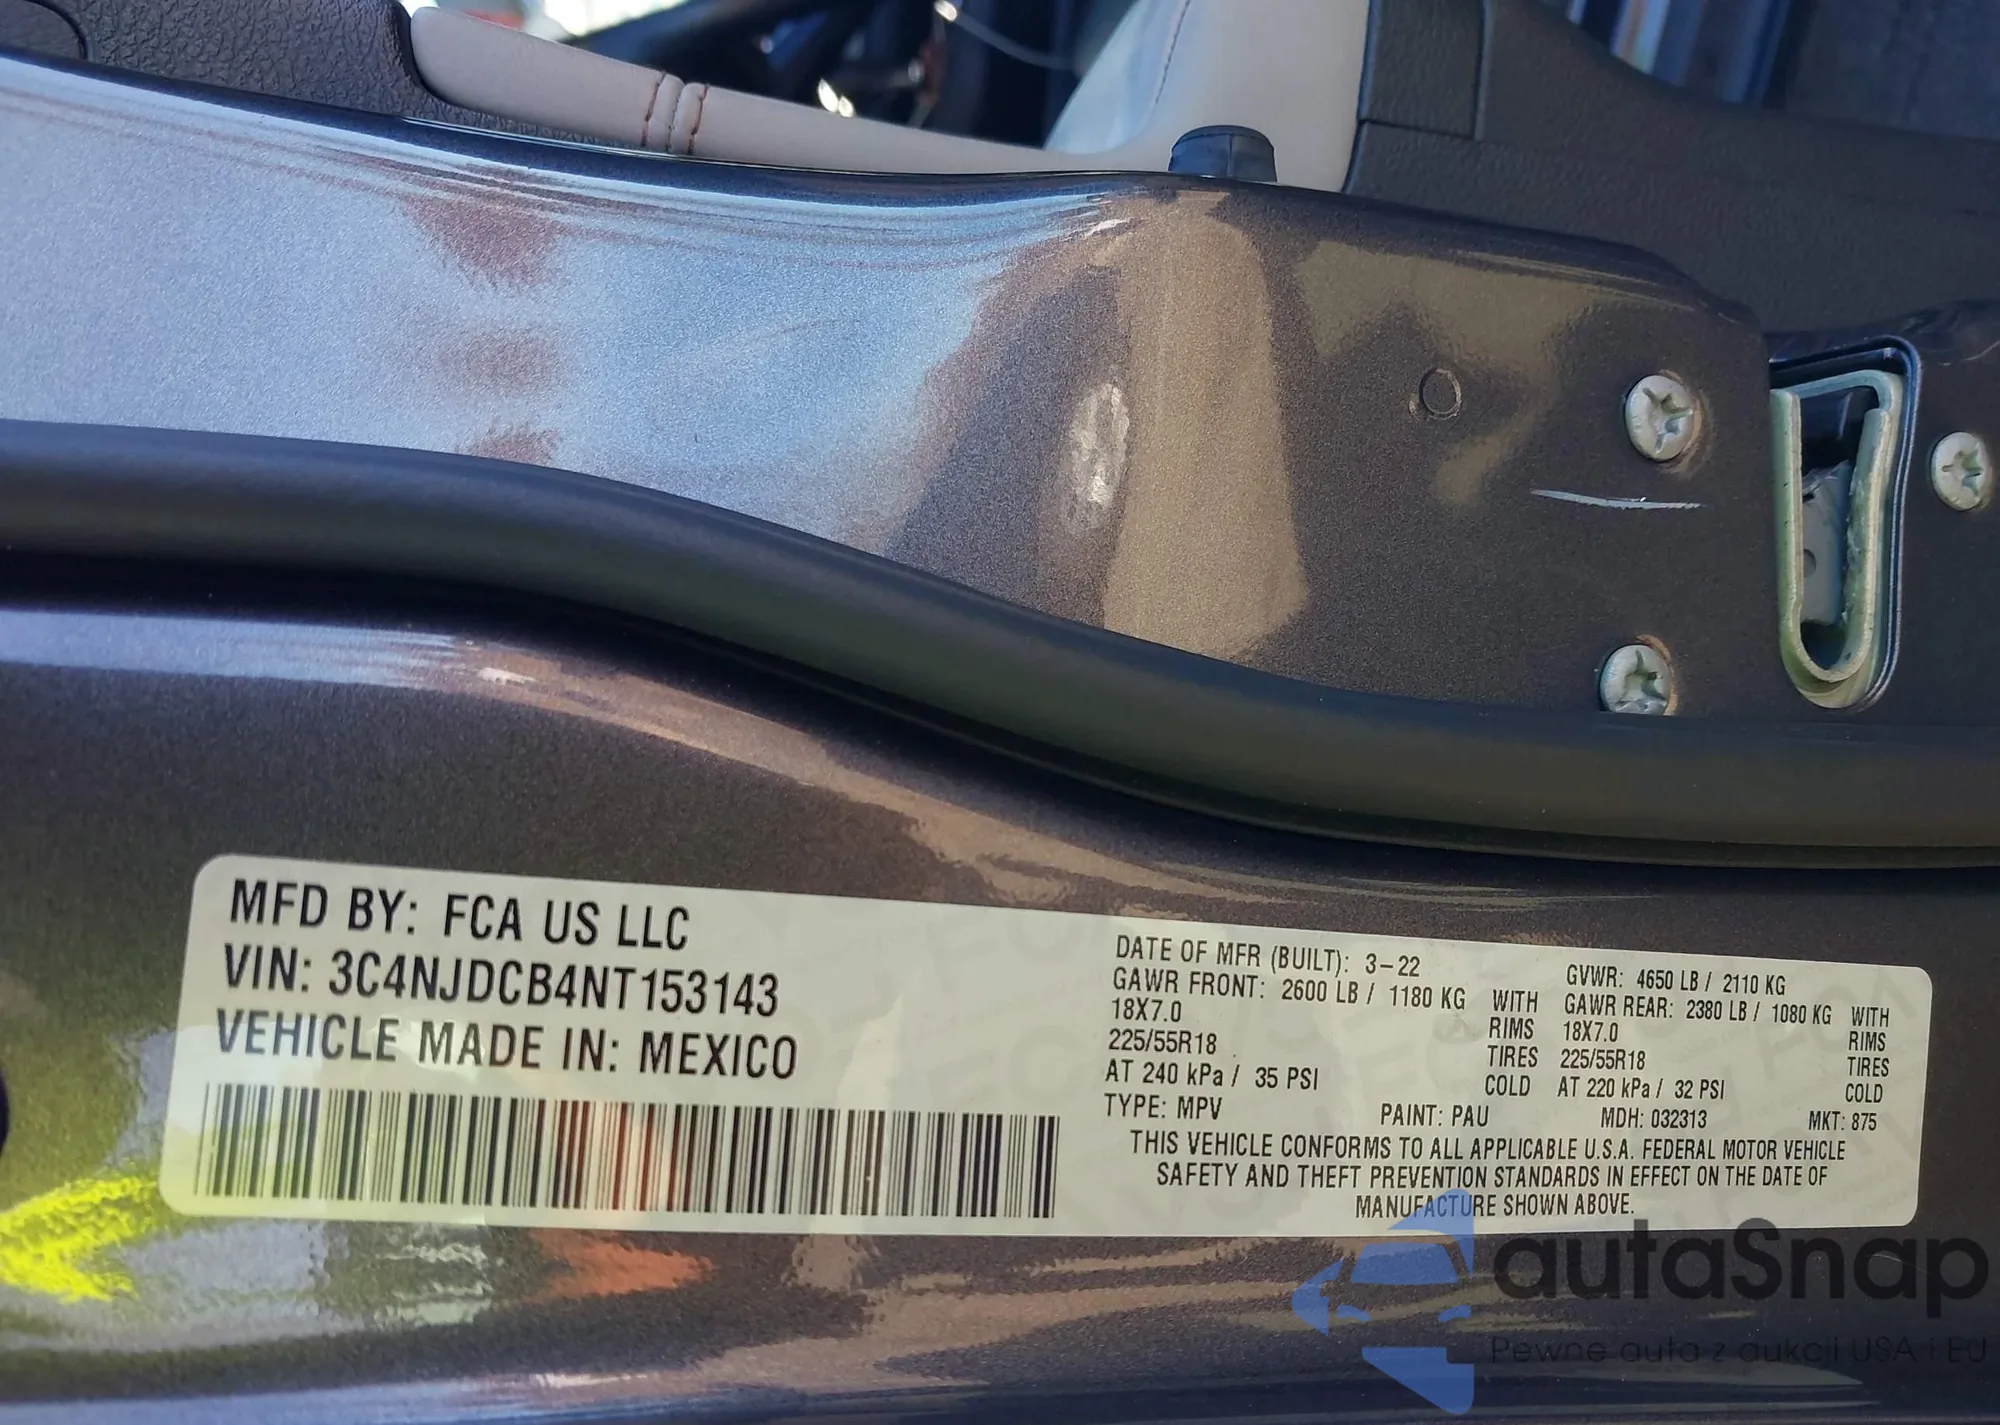 MFD BY: FCA US LLC
VIN: 3C4NJDCB4NT153143
VEHICLE MADE IN: MEXICO
DATE OF MFR (BUILT): 3-22 GVWR: 4650 LB / 2110 KG
GAWR FRONT: 2600 LB / 1180 KG WITH GAWR REAR: 2380 LB / 1080 KG WITH
18X7.0 RIMS 18X7.0 RIMS
225/55R18 TIRES 225/55R18 TIRES
AT 240 kPa / 35 PSI COLD AT 220 kPa / 32 PSI COLD
TYPE: MPV PAINT: PAU MDH: 032313 MKT: 875
THIS VEHICLE CONFORMS TO ALL APPLICABLE U.S.A. FEDERAL MOTOR VEHICLE
SAFETY AND THEFT PREVENTION STANDARDS IN EFFECT ON THE DATE OF
MANUFACTURE SHOWN ABOVE.
autaSnap
Pewne auta z aukcji USA i EU